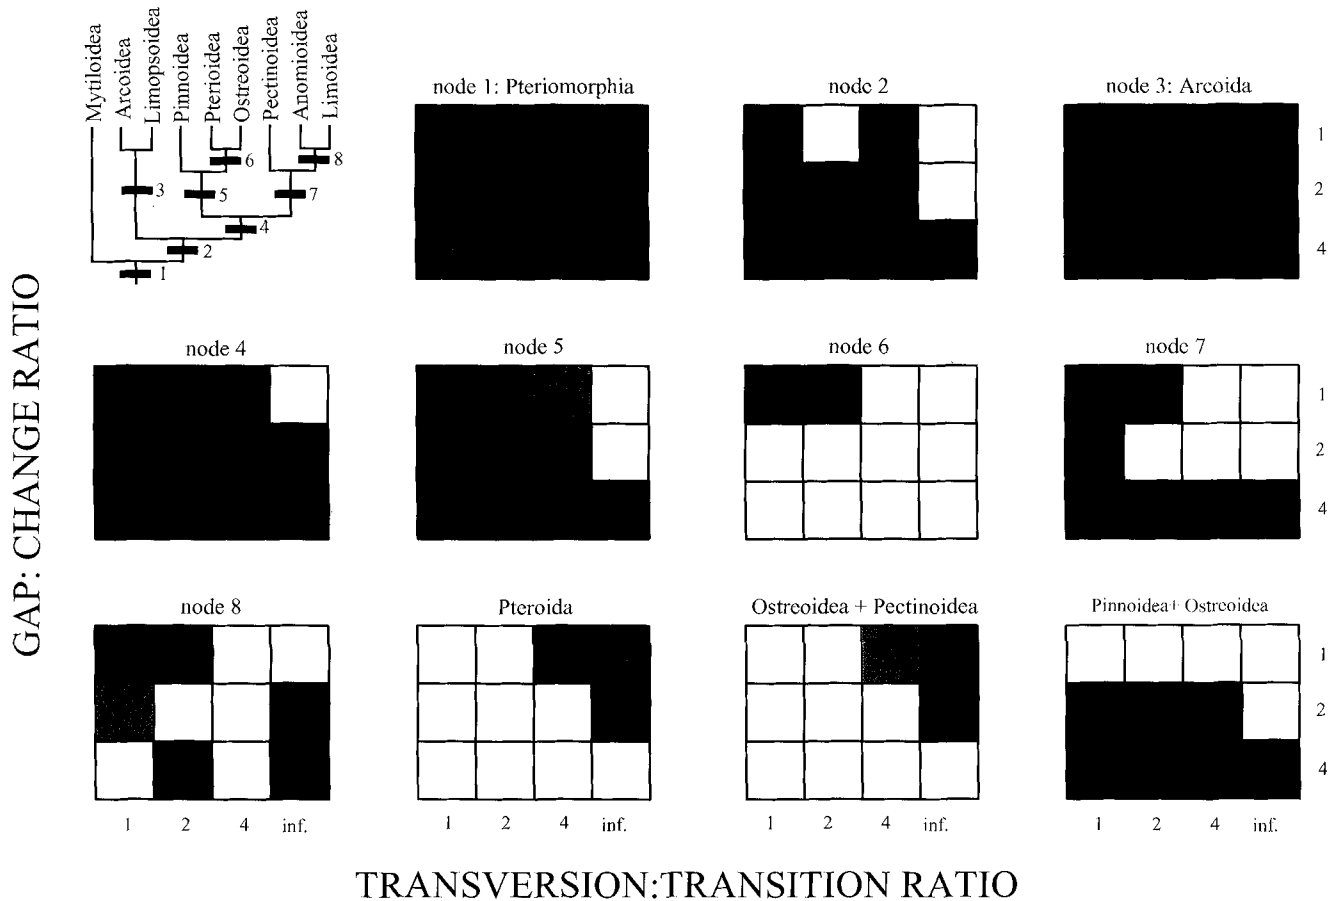 Mytiloidea
Arcoidea
Limopsoidea
Pinnoidea
Pterioidea
Ostreoidea
Pectinoidea
Anomioidea
Limoidea
6
8
3
5
7
4
2
1
node 1: Pteriomorphia
node 2
node 3: Arcoida
1
2
4
node 4
node 5
node 6
node 7
1
2
4
node 8
Pteroida
Ostreoidea + Pectinoidea
Pinnoidea+ Ostreoidea
1
2
4
1 2 4 inf.
1 2 4 inf.
1 2 4 inf.
1 2 4 inf.
GAP: CHANGE RATIO
TRANSVERSION:TRANSITION RATIO